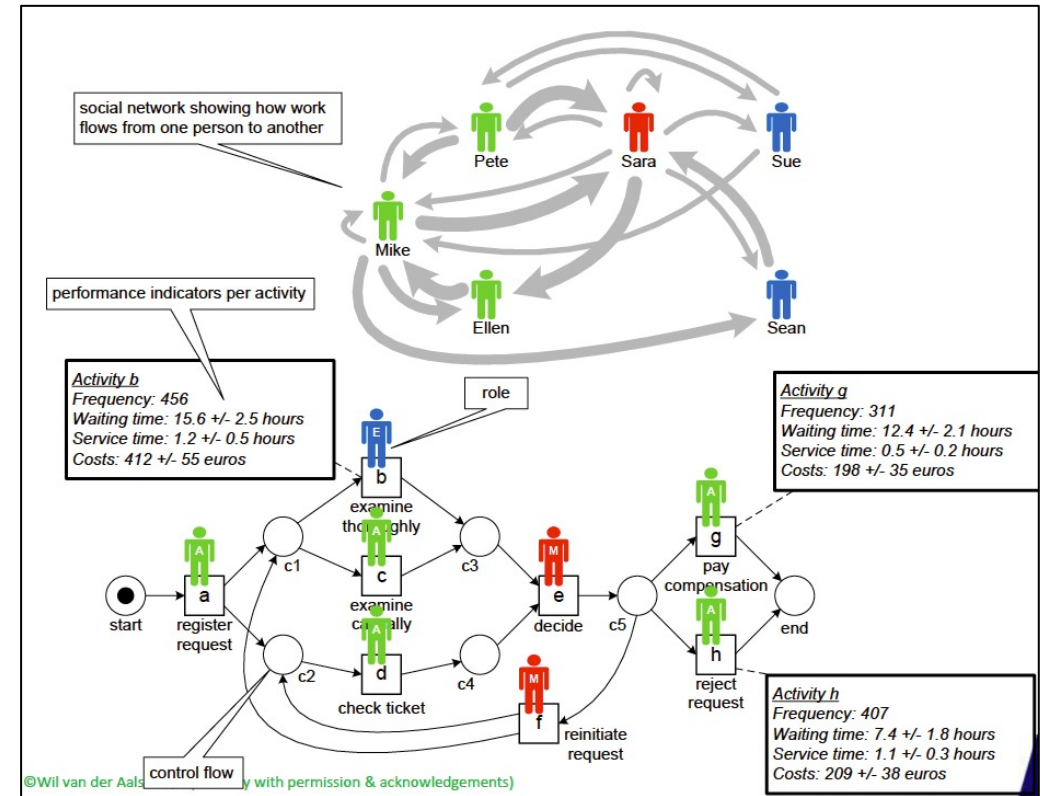 social network showing how work
flows from one person to another
Pete
Sara
Sue
Mike
Ellen
Sean
performance indicators per activity
Activity b
Frequency: 456
Waiting time: 15.6 +/- 2.5 hours
Service time: 1.2 +/- 0.5 hours
Costs: 412 +/- 55 euros
role
Activity g
Frequency: 311
Waiting time: 12.4 +/- 2.1 hours
Service time: 0.5 +/- 0.2 hours
Costs: 198 +/- 35 euros
E
b
examine
thoroughly
A
a
register
request
start
c1
A
c
examine
c3
A
d
check ticket
c2
c4
M
e
decide
c5
A
g
pay
compensation
A
h
reject
request
end
M
f
reinitiate
request
Activity h
Frequency: 407
Waiting time: 7.4 +/- 1.8 hours
Service time: 1.1 +/- 0.3 hours
Costs: 209 +/- 38 euros
control flow
©Wil van der Aals
with permission & acknowledgements)